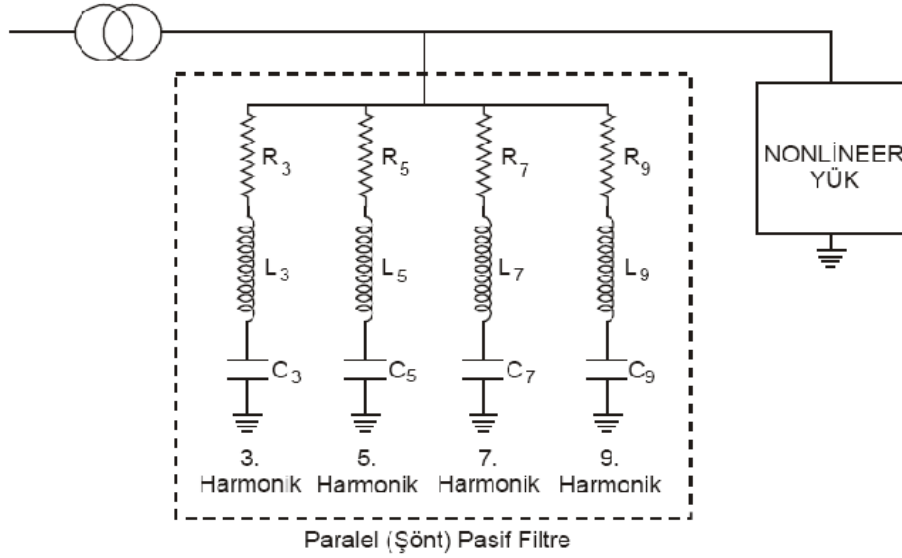 R3 R5 R7 R9
NONLİNEER
YÜK
L3 L5 L7 L9
C3 C5 C7 C9
3. 5. 7. 9.
Harmonik Harmonik Harmonik Harmonik
Paralel (Şönt) Pasif Filtre